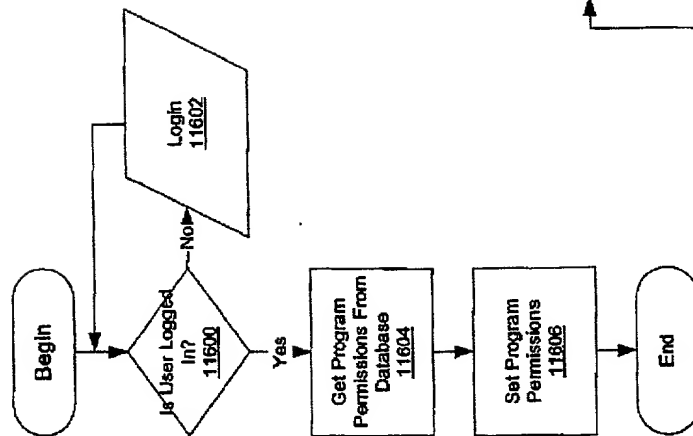 Begin
Is User Logged
In?
11600
No
Login
11602
Yes
Get Program
Permissions From
Database
11604
Set Program
Permissions
11606
End